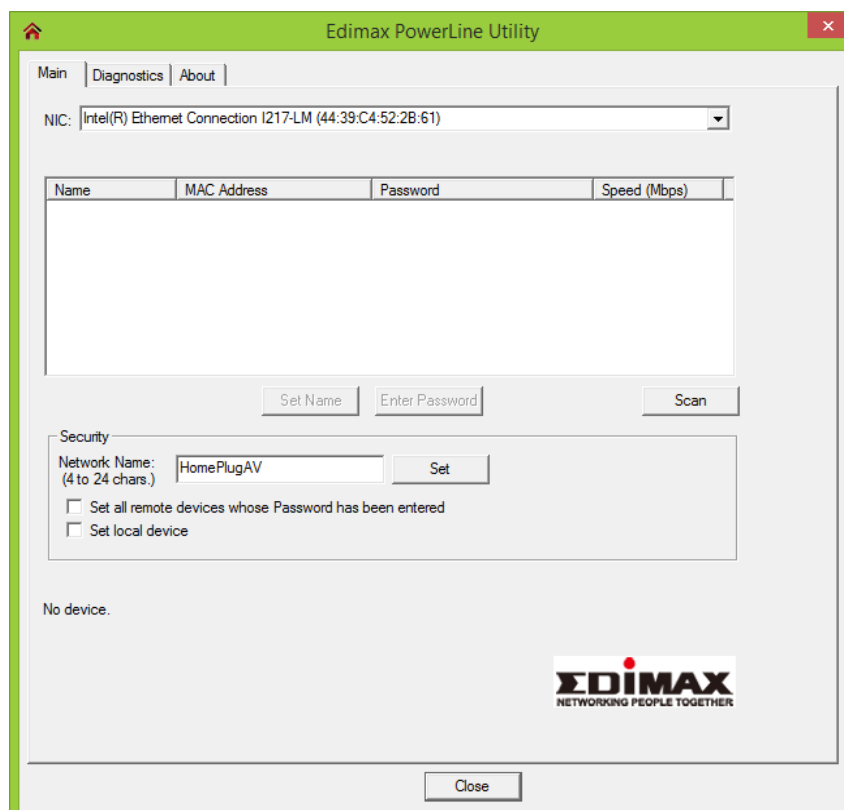 Edimax PowerLine Utility
Main Diagnostics About
NIC: Intel(R) Ethernet Connection I217-LM (44:39:C4:52:2B:61)
Name MAC Address Password Speed (Mbps)
Set Name Enter Password Scan
Security
Network Name: HomePlugAV Set
(4 to 24 chars.)
Set all remote devices whose Password has been entered
Set local device
No device.
EDIMAX
NETWORKING PEOPLE TOGETHER
Close